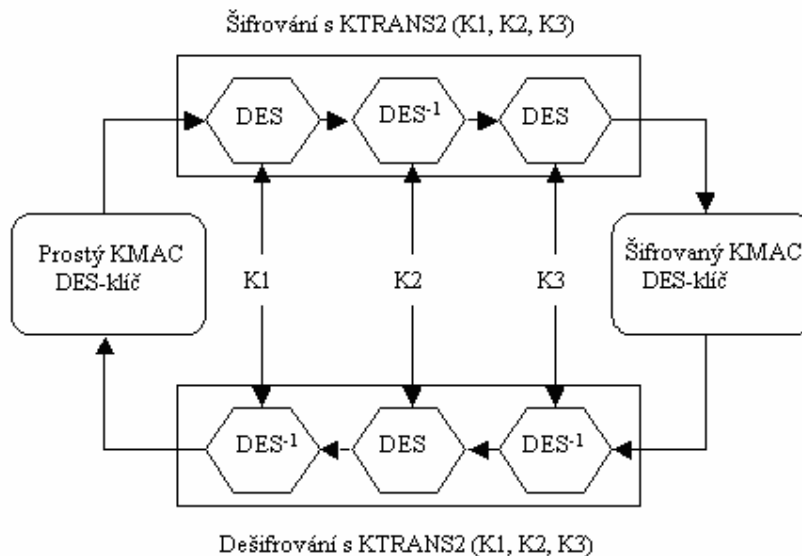 Šifrování s KTRANS2 (K1, K2, K3)
DES
DES-1
DES
Prostý KMAC
DES-klíč
K1
K2
K3
Šifrovaný KMAC
DES-klíč
DES-1
DES
DES-1
Dešifrování s KTRANS2 (K1, K2, K3)